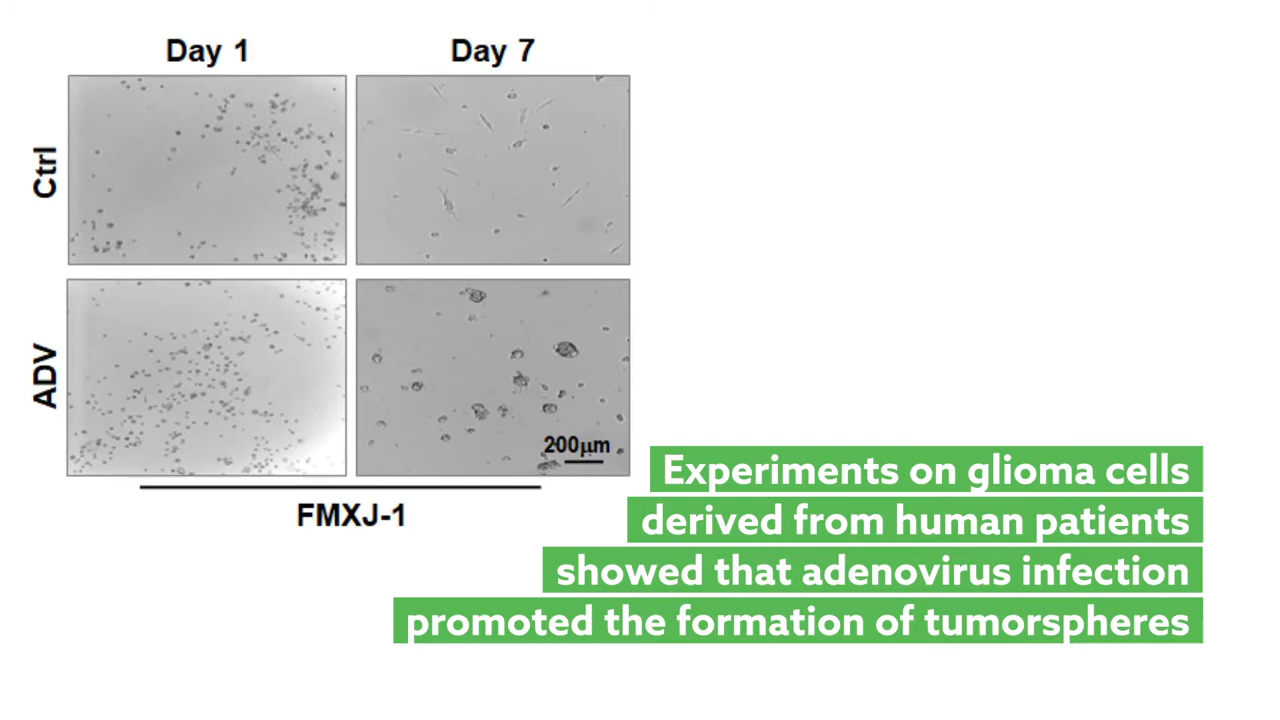 Day 1 Day 7
Ctrl
ADV
200μm
FMXJ-1
Experiments on glioma cells
derived from human patients
showed that adenovirus infection
promoted the formation of tumorspheres